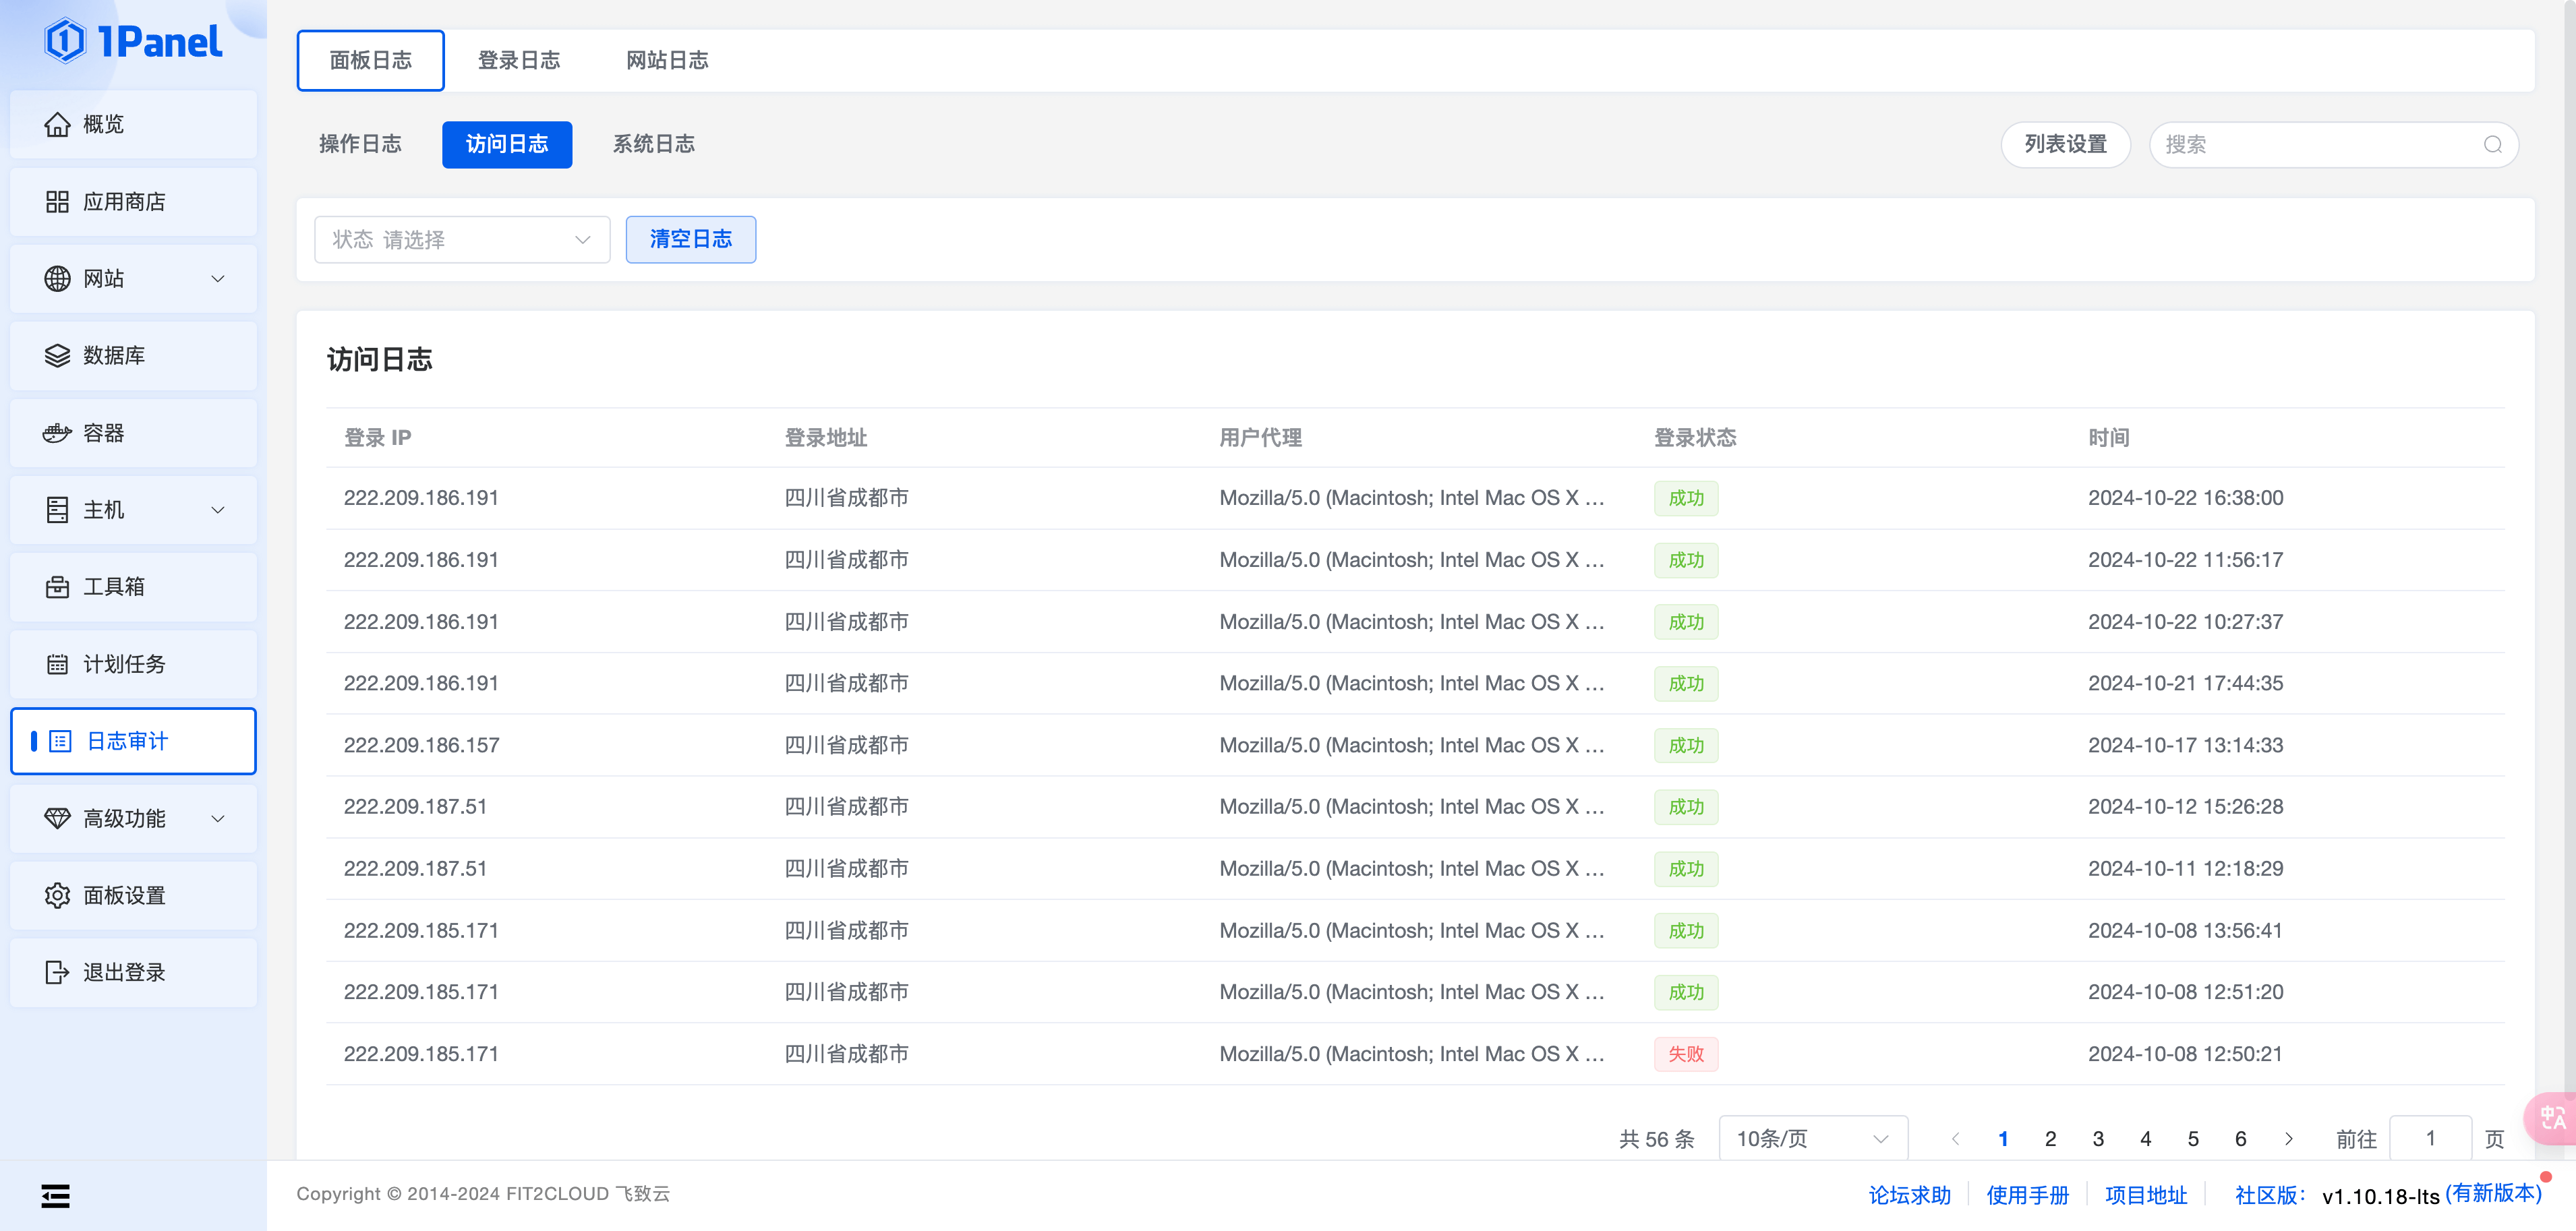 1Panel
概览
应用商店
网站
数据库
容器
主机
工具箱
计划任务
日志审计
高级功能
面板设置
退出登录
面板日志 登录日志 网站日志
操作日志 访问日志 系统日志 列表设置 搜索
状态 请选择 清空日志
访问日志
登录 IP 登录地址 用户代理 登录状态 时间
222.209.186.191 四川省成都市 Mozilla/5.0 (Macintosh; Intel Mac OS X ... 成功 2024-10-22 16:38:00
222.209.186.191 四川省成都市 Mozilla/5.0 (Macintosh; Intel Mac OS X ... 成功 2024-10-22 11:56:17
222.209.186.191 四川省成都市 Mozilla/5.0 (Macintosh; Intel Mac OS X ... 成功 2024-10-22 10:27:37
222.209.186.191 四川省成都市 Mozilla/5.0 (Macintosh; Intel Mac OS X ... 成功 2024-10-21 17:44:35
222.209.186.157 四川省成都市 Mozilla/5.0 (Macintosh; Intel Mac OS X ... 成功 2024-10-17 13:14:33
222.209.187.51 四川省成都市 Mozilla/5.0 (Macintosh; Intel Mac OS X ... 成功 2024-10-12 15:26:28
222.209.187.51 四川省成都市 Mozilla/5.0 (Macintosh; Intel Mac OS X ... 成功 2024-10-11 12:18:29
222.209.185.171 四川省成都市 Mozilla/5.0 (Macintosh; Intel Mac OS X ... 成功 2024-10-08 13:56:41
222.209.185.171 四川省成都市 Mozilla/5.0 (Macintosh; Intel Mac OS X ... 成功 2024-10-08 12:51:20
222.209.185.171 四川省成都市 Mozilla/5.0 (Macintosh; Intel Mac OS X ... 失败 2024-10-08 12:50:21
共 56 条 10条/页 1 2 3 4 5 6 前往 1 页
中A
Copyright © 2014-2024 FIT2CLOUD 飞致云 论坛求助 使用手册 项目地址 社区版： v1.10.18-lts (有新版本)